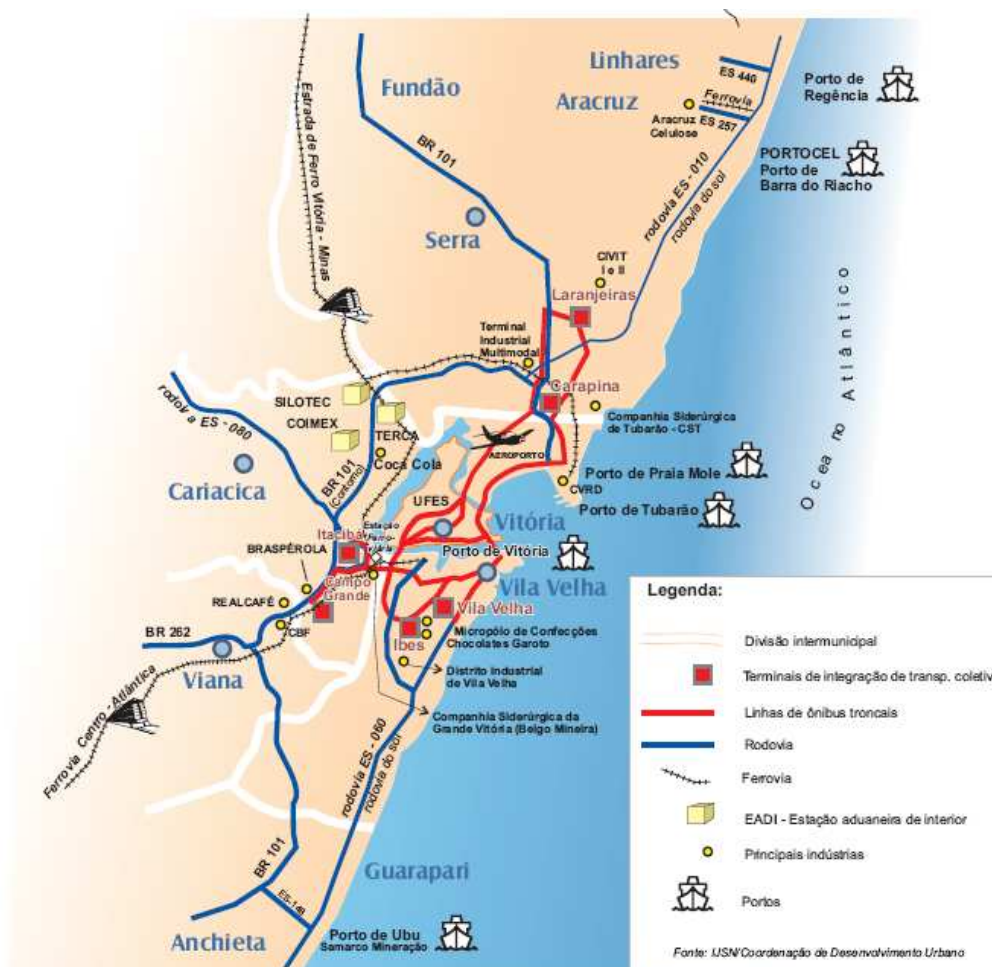 Linhares
Aracruz
Fundão
ES 440
Porto de
Regência
Ferrovia
ES 257
Aracruz
Celulose
Estrada de Ferro Vitória - Minas
BR 101
rodovia ES - 010
rodovia do sol
PORTOCEL
Porto de
Barra do Riacho
Serra
CIVIT
I e II
Laranjeiras
Oceano Atlântico
Terminal
Industrial
Multimodal
Carapina
rodovia ES - 080
SILOTEC
COIMEX
TERCA
Coca Cola
Companhia Siderúrgica
de Tubarão - CST
AEROPORTO
BR 101
(Contorno)
Cariacica
UFES
CVRD
Porto de Praia Mole
Porto de Tubarão
Vitória
Itacibá
Estação
Ferro-
viária
Porto de Vitória
BRASPÉROLA
Campo
Grande
Vila Velha
REALCAFÉ
CBF
Vila Velha
Ibes
Micropólo de Confecções
Chocolates Garoto
BR 262
Viana
Distrito Industrial
de Vila Velha
Companhia Siderúrgica da
Grande Vitória (Belgo Mineira)
Ferrovia Centro - Atlântica
rodovia ES - 060
rodovia do sol
BR 101
Guarapari
ES-146
Anchieta
Porto de Ubu
Samarco Mineração
Legenda:
Divisão intermunicipal
Terminais de integração de transp. coletiv
Linhas de ônibus troncais
Rodovia
Ferrovia
EADI - Estação aduaneira de interior
Principais indústrias
Portos
Fonte: IJSN/Coordenação de Desenvolvimento Urbano